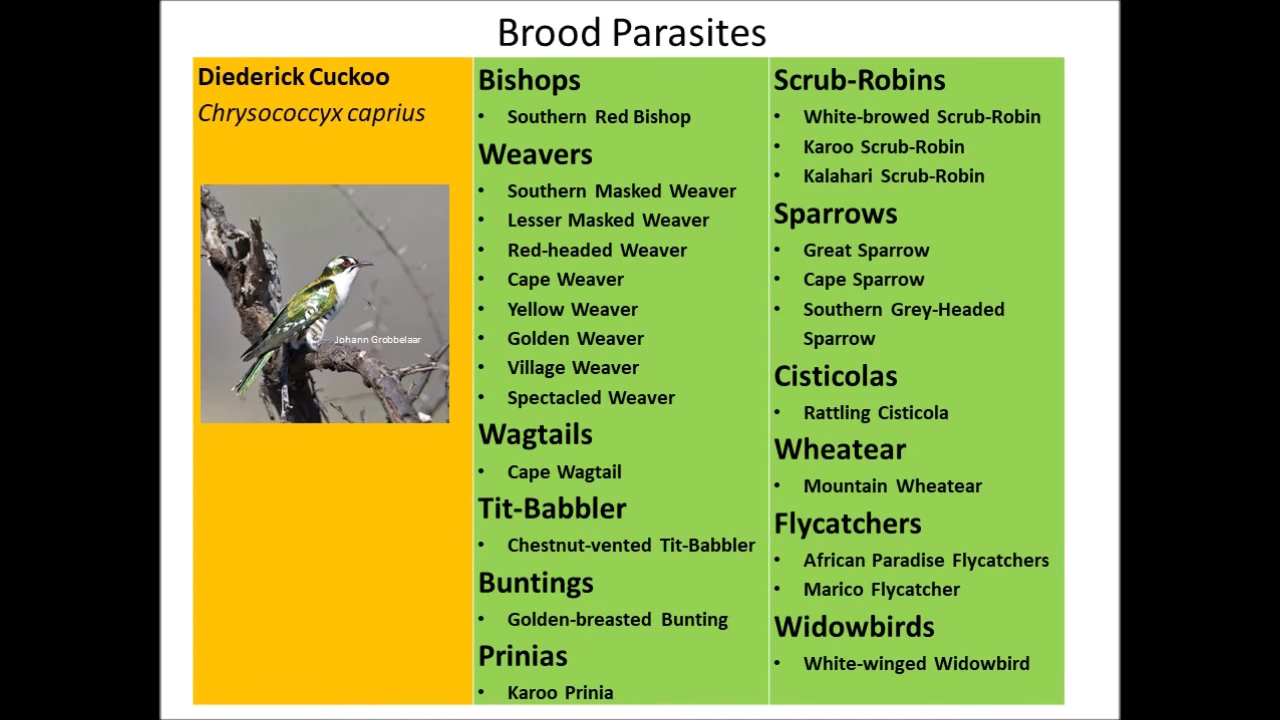 Brood Parasites
Diederick Cuckoo
Chrysococcyx caprius
Johann Grobbelaar
Bishops
• Southern Red Bishop
Weavers
• Southern Masked Weaver
• Lesser Masked Weaver
• Red-headed Weaver
• Cape Weaver
• Yellow Weaver
• Golden Weaver
• Village Weaver
• Spectacled Weaver
Wagtails
• Cape Wagtail
Tit-Babbler
• Chestnut-vented Tit-Babbler
Buntings
• Golden-breasted Bunting
Prinias
• Karoo Prinia
Scrub-Robins
• White-browed Scrub-Robin
• Karoo Scrub-Robin
• Kalahari Scrub-Robin
Sparrows
• Great Sparrow
• Cape Sparrow
• Southern Grey-Headed
Sparrow
Cisticolas
• Rattling Cisticola
Wheatear
• Mountain Wheatear
Flycatchers
• African Paradise Flycatchers
• Marico Flycatcher
Widowbirds
• White-winged Widowbird